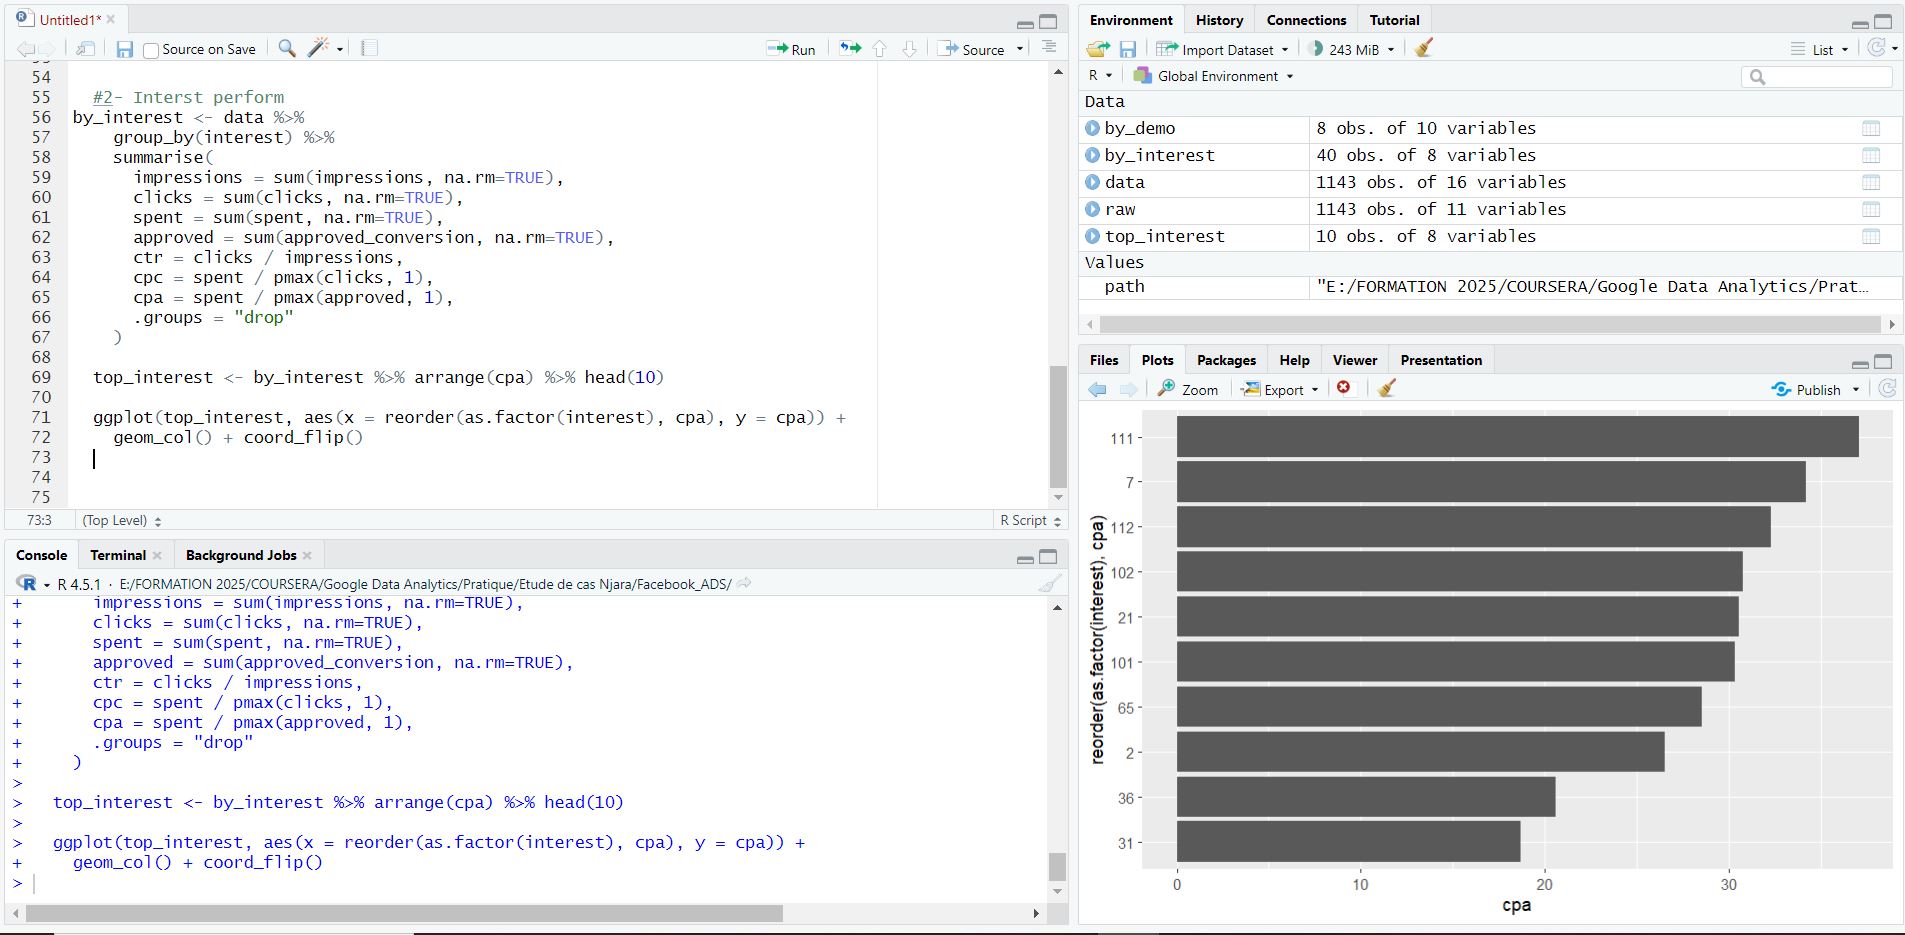 Untitled1*
Source on Save
Run
Source
54
55 #2- Interst perform
56 by_interest <- data %>%
57 group_by(interest) %>%
58 summarise(
59 impressions = sum(impressions, na.rm=TRUE),
60 clicks = sum(clicks, na.rm=TRUE),
61 spent = sum(spent, na.rm=TRUE),
62 approved = sum(approved_conversion, na.rm=TRUE),
63 ctr = clicks / impressions,
64 cpc = spent / pmax(clicks, 1),
65 cpa = spent / pmax(approved, 1),
66 .groups = "drop"
67 )
68
69 top_interest <- by_interest %>% arrange(cpa) %>% head(10)
70
71 ggplot(top_interest, aes(x = reorder(as.factor(interest), cpa), y = cpa)) +
72 geom_col() + coord_flip()
73
74
75
73:3 (Top Level) R Script
Console Terminal Background Jobs
R R 4.5.1 · E:/FORMATION 2025/COURSERA/Google Data Analytics/Pratique/Etude de cas Njara/Facebook_ADS/
+ impressions = sum(impressions, na.rm=TRUE),
+ clicks = sum(clicks, na.rm=TRUE),
+ spent = sum(spent, na.rm=TRUE),
+ approved = sum(approved_conversion, na.rm=TRUE),
+ ctr = clicks / impressions,
+ cpc = spent / pmax(clicks, 1),
+ cpa = spent / pmax(approved, 1),
+ .groups = "drop"
+ )
>
> top_interest <- by_interest %>% arrange(cpa) %>% head(10)
>
> ggplot(top_interest, aes(x = reorder(as.factor(interest), cpa), y = cpa)) +
+ geom_col() + coord_flip()
>
Environment History Connections Tutorial
Import Dataset 243 MiB List
R Global Environment
Data
by_demo 8 obs. of 10 variables
by_interest 40 obs. of 8 variables
data 1143 obs. of 16 variables
raw 1143 obs. of 11 variables
top_interest 10 obs. of 8 variables
Values
path "E:/FORMATION 2025/COURSERA/Google Data Analytics/Prat…
Files Plots Packages Help Viewer Presentation
Zoom Export Publish
reorder(as.factor(interest), cpa)
111
7
112
102
21
101
65
2
36
31
0 10 20 30
cpa